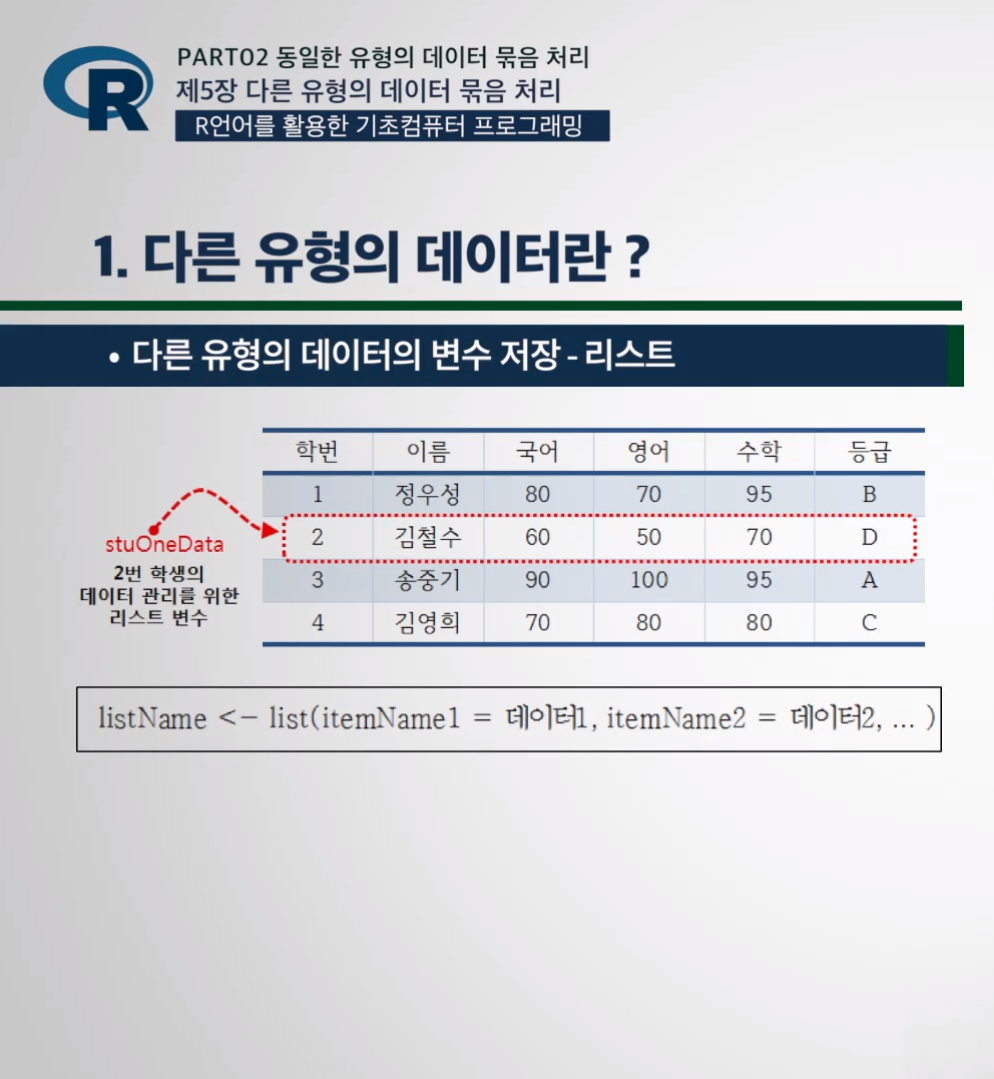 R
PART02 동일한 유형의 데이터 묶음 처리
제5장 다른 유형의 데이터 묶음 처리
R언어를 활용한 기초컴퓨터 프로그래밍
1. 다른 유형의 데이터란 ?
• 다른 유형의 데이터의 변수 저장 - 리스트
학번 이름 국어 영어 수학 등급
1 정우성 80 70 95 B
2 김철수 60 50 70 D
3 송중기 90 100 95 A
4 김영희 70 80 80 C
stuOneData
2번 학생의
데이터 관리를 위한
리스트 변수
listName <- list(itemName1 = 데이터1, itemName2 = 데이터2, ... )